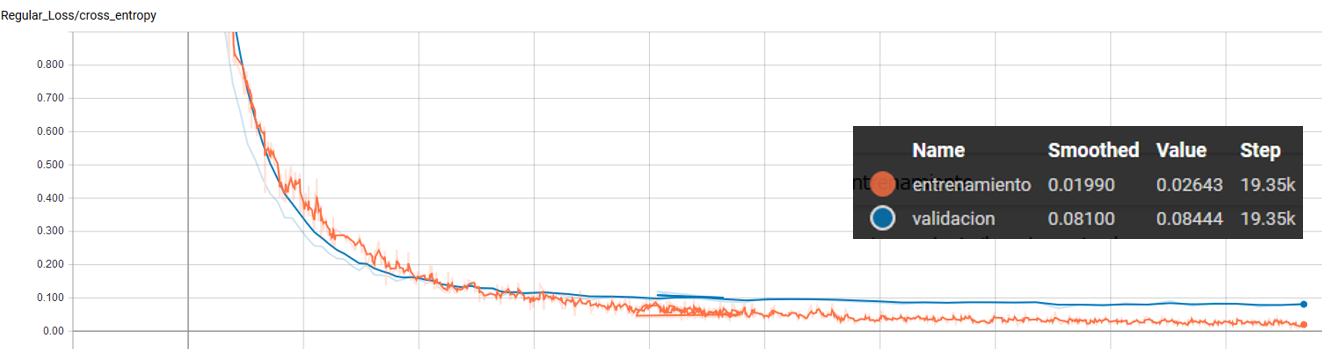 Regular_Loss/cross_entropy
0.800
0.700
0.600
0.500
0.400
0.300
0.200
0.100
0.00
Name Smoothed Value Step
entrenamiento 0.01990 0.02643 19.35k
validacion 0.08100 0.08444 19.35k